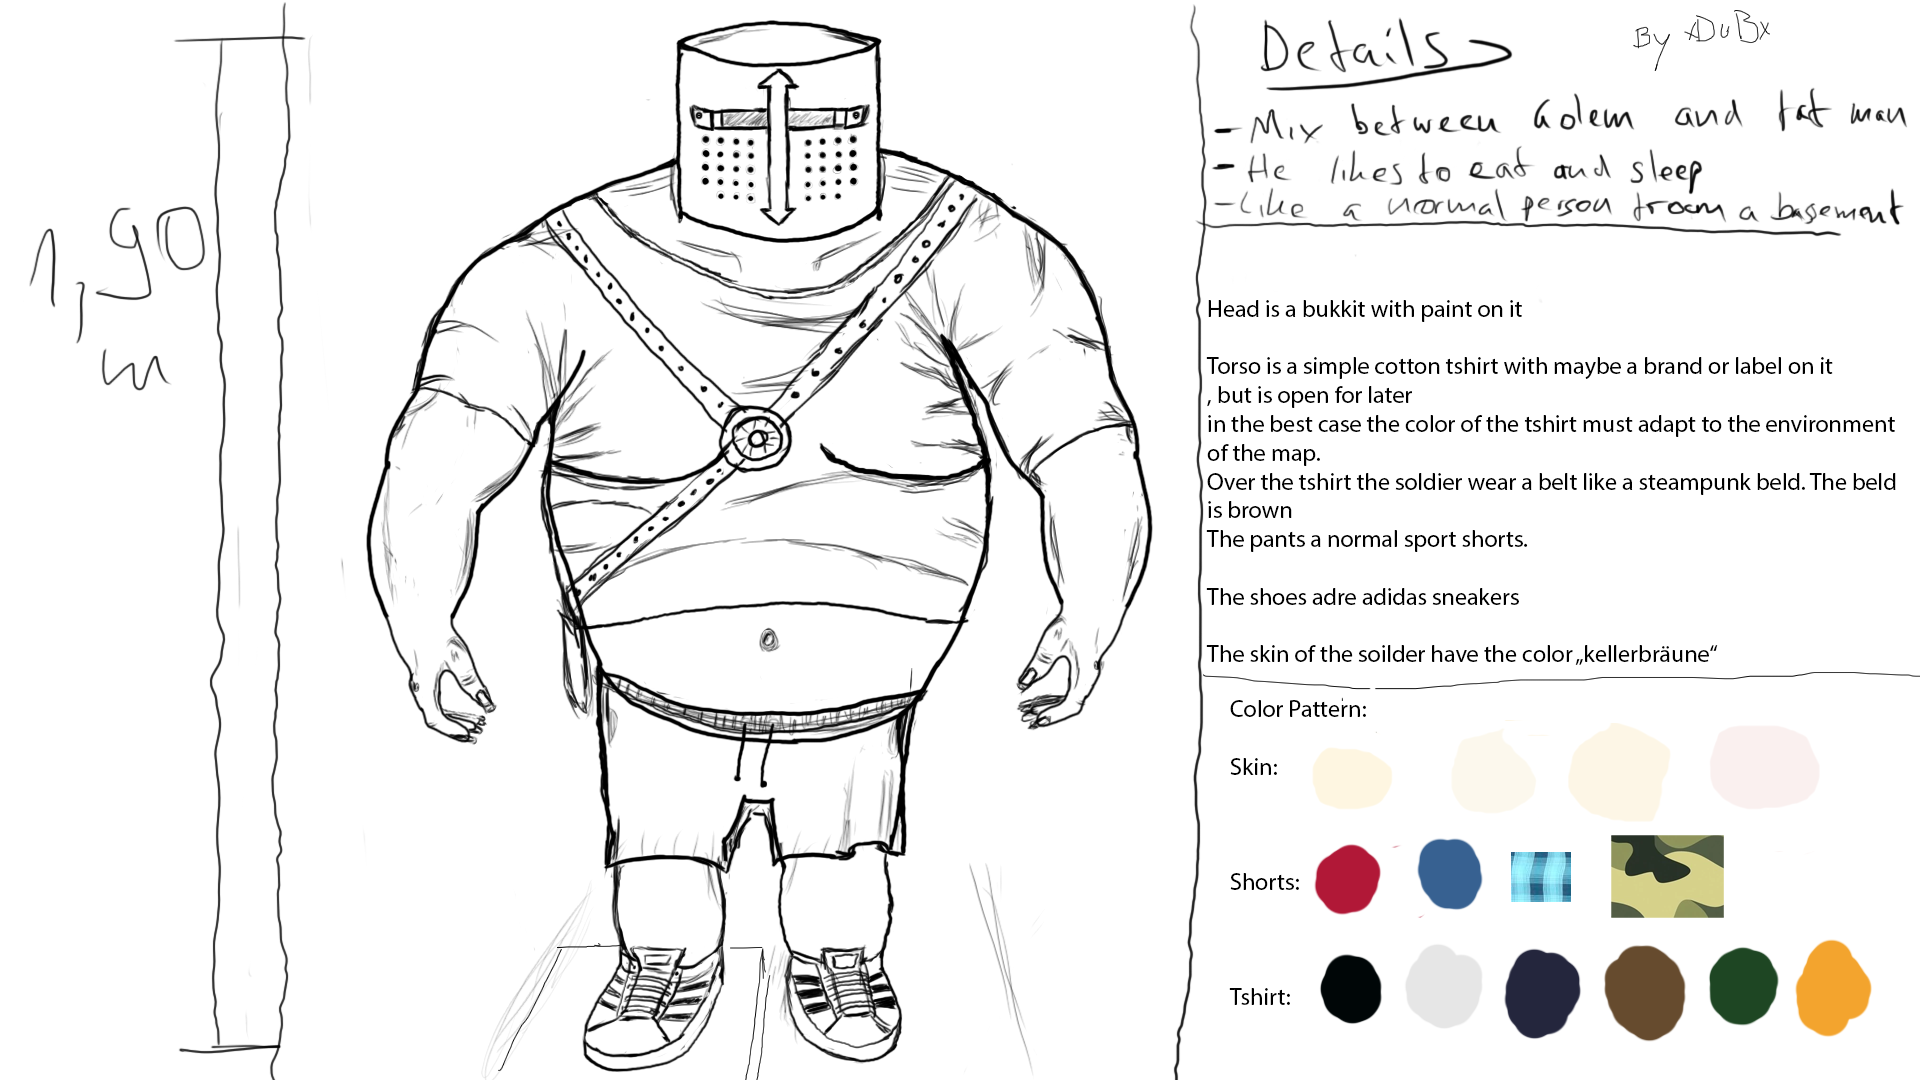 1,90
m
Details
By xDuBx
- Mix between Golem and fat man
- He likes to eat and sleep
- Like a normal person from a basement
Head is a bukkit with paint on it
Torso is a simple cotton tshirt with maybe a brand or label on it
, but is open for later
in the best case the color of the tshirt must adapt to the environment
of the map.
Over the tshirt the soldier wear a belt like a steampunk beld. The beld
is brown
The pants a normal sport shorts.
The shoes adre adidas sneakers
The skin of the soilder have the color „kellerbräune“
Color Pattern:
Skin:
Shorts:
Tshirt: